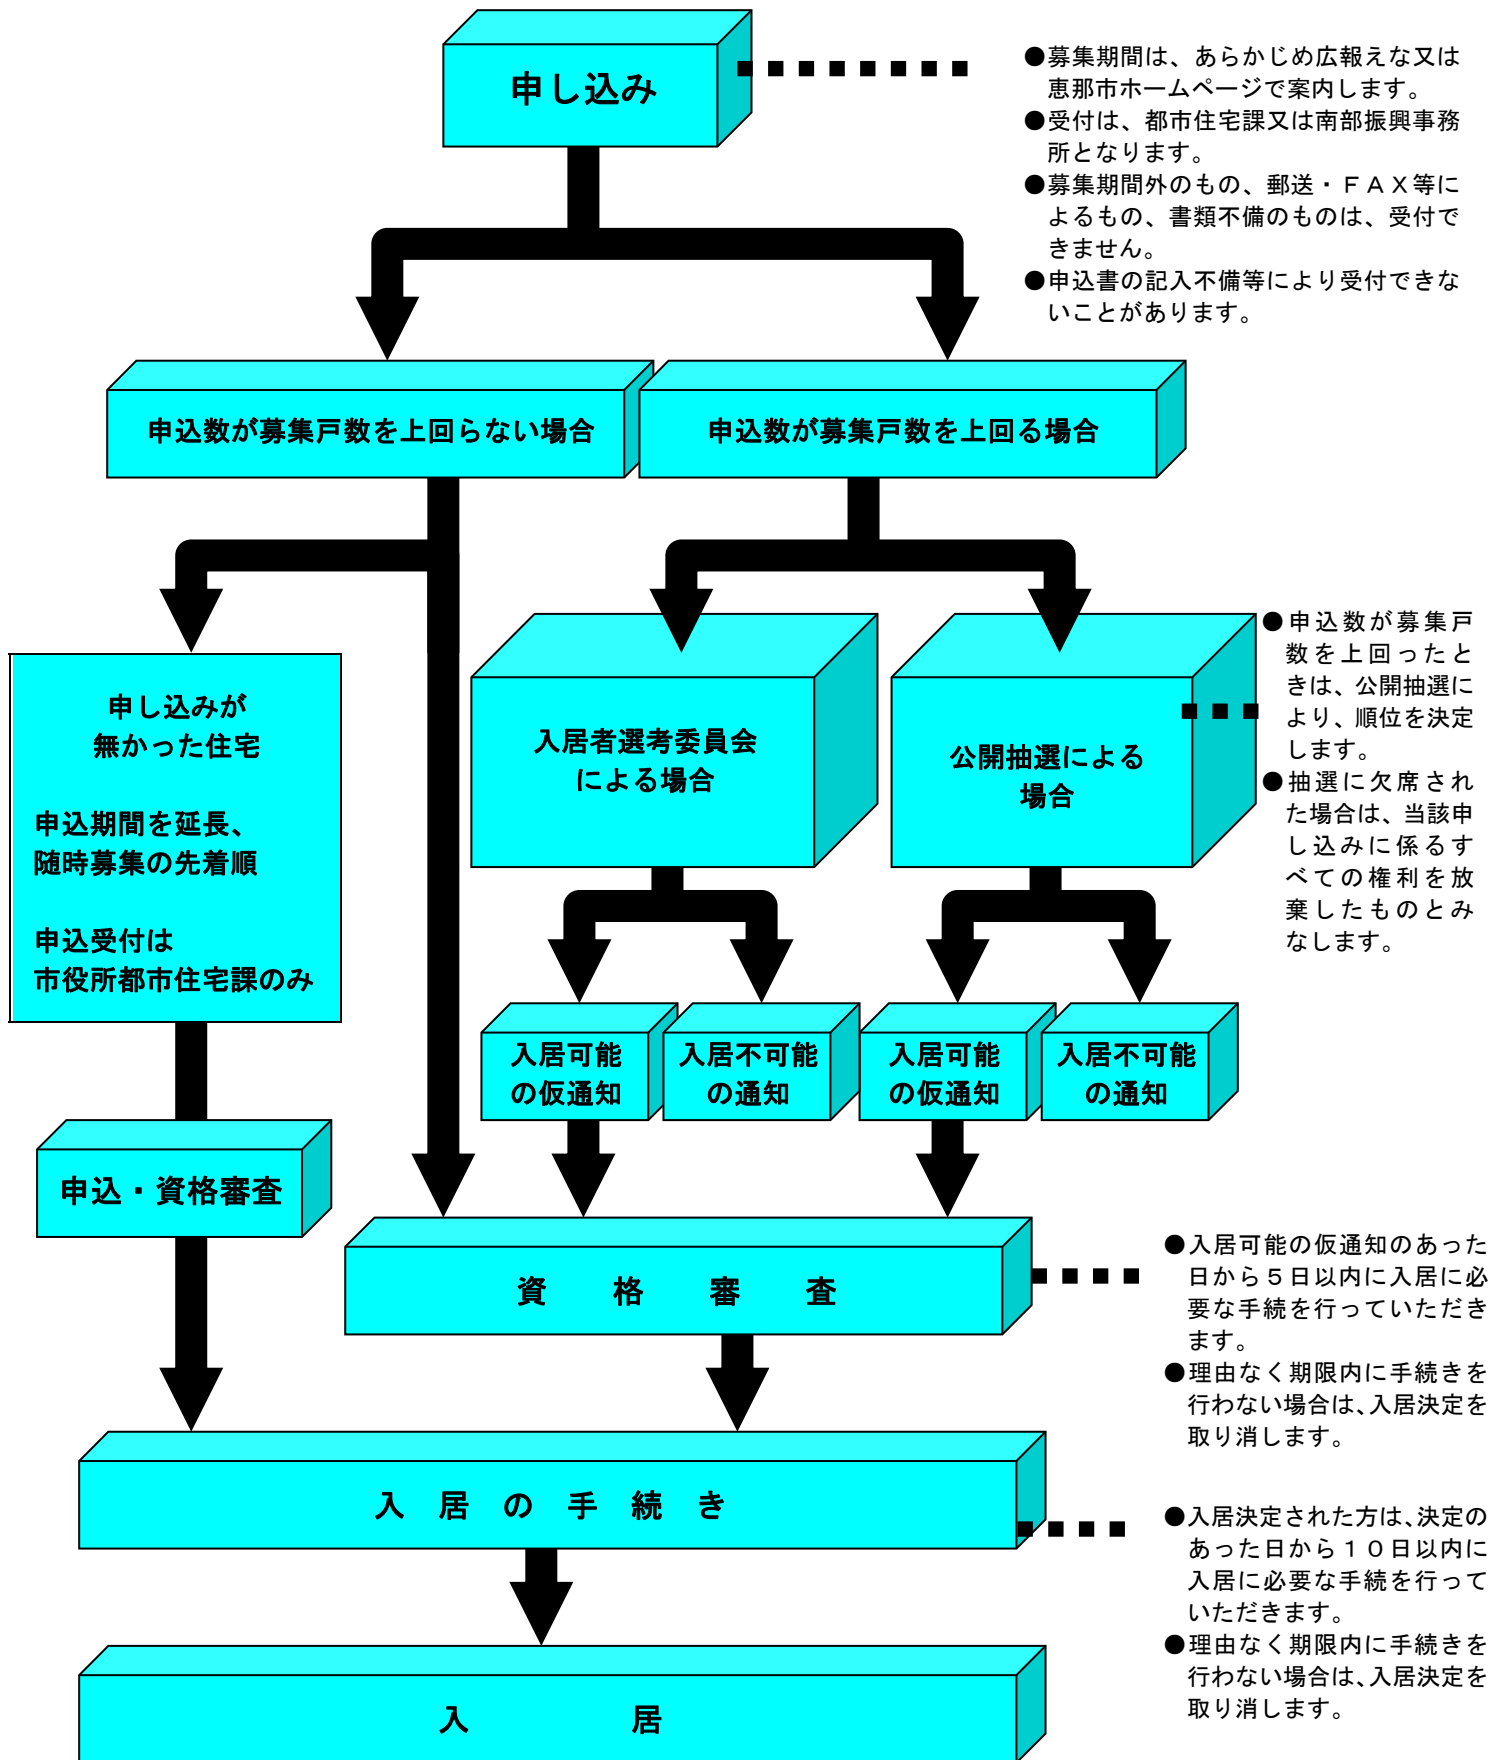 申し込み
●募集期間は、あらかじめ広報えな又は
恵那市ホームページで案内します。
●受付は、都市住宅課又は南部振興事務
所となります。
●募集期間外のもの、郵送・ＦＡＸ等に
よるもの、書類不備のものは、受付で
きません。
●申込書の記入不備等により受付できな
いことがあります。
申込数が募集戸数を上回らない場合
申込数が募集戸数を上回る場合
申し込みが
無かった住宅
申込期間を延長、
随時募集の先着順
申込受付は
市役所都市住宅課のみ
入居者選考委員会
による場合
公開抽選による
場合
●申込数が募集戸
数を上回ったと
きは、公開抽選に
より、順位を決定
します。
●抽選に欠席され
た場合は、当該申
し込みに係るす
べての権利を放
棄したものとみ
なします。
入居可能
の仮通知
入居不可能
の通知
入居可能
の仮通知
入居不可能
の通知
申込・資格審査
資　格　審　査
●入居可能の仮通知のあった
日から５日以内に入居に必
要な手続を行っていただき
ます。
●理由なく期限内に手続きを
行わない場合は、入居決定を
取り消します。
入　居　の　手　続　き
●入居決定された方は、決定の
あった日から１０日以内に
入居に必要な手続を行って
いただきます。
●理由なく期限内に手続きを
行わない場合は、入居決定を
取り消します。
入　　　　　居